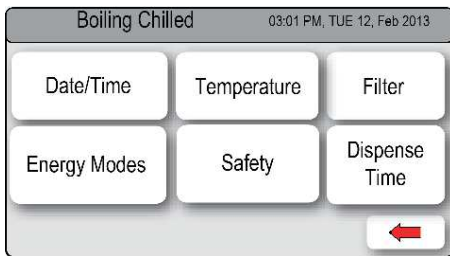 Boiling Chilled 03:01 PM, TUE 12, Feb 2013
Date/Time Temperature Filter
Energy Modes Safety Dispense Time